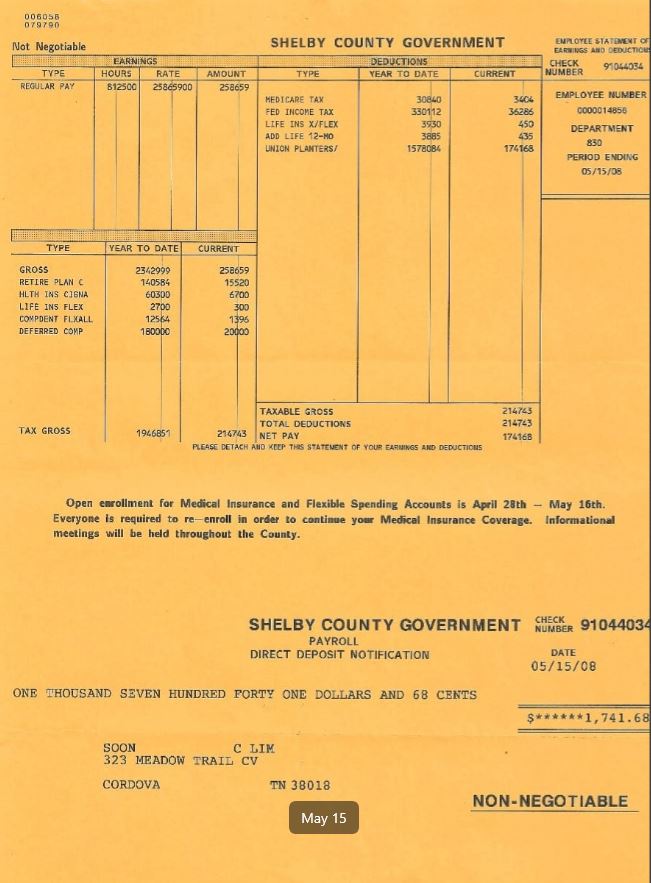 006058
079790
Not Negotiable
SHELBY COUNTY GOVERNMENT
EMPLOYEE STATEMENT OF
EARNINGS AND DEDUCTIONS
EARNINGS
TYPE HOURS RATE AMOUNT
REGULAR PAY 812500 25865900 258659
DEDUCTIONS
TYPE YEAR TO DATE CURRENT
MEDICARE TAX 30840 3404
FED INCOME TAX 330112 36286
LIFE INS X/FLEX 3930 450
ADD LIFE 12-MO 3885 435
UNION PLANTERS/ 1578084 174168
CHECK
NUMBER 91044034
EMPLOYEE NUMBER
0000014856
DEPARTMENT
830
PERIOD ENDING
05/15/08
TYPE YEAR TO DATE CURRENT
GROSS 2342999 258659
RETIRE PLAN C 140584 15520
HLTH INS CIGNA 60300 6700
LIFE INS FLEX 2700 300
COMPDENT FLXALL 12564 1396
DEFERRED COMP 180000 20000
TAX GROSS 1946851 214743
TAXABLE GROSS 214743
TOTAL DEDUCTIONS 214743
NET PAY 174168
PLEASE DETACH AND KEEP THIS STATEMENT OF YOUR EARNINGS AND DEDUCTIONS
Open enrollment for Medical Insurance and Flexible Spending Accounts is April 28th — May 16th.
Everyone is required to re—enroll in order to continue your Medical Insurance Coverage. Informational
meetings will be held throughout the County.
SHELBY COUNTY GOVERNMENT
PAYROLL
DIRECT DEPOSIT NOTIFICATION
CHECK
NUMBER 91044034
DATE
05/15/08
ONE THOUSAND SEVEN HUNDRED FORTY ONE DOLLARS AND 68 CENTS
$******1,741.68
SOON C LIM
323 MEADOW TRAIL CV
CORDOVA TN 38018
May 15
NON-NEGOTIABLE